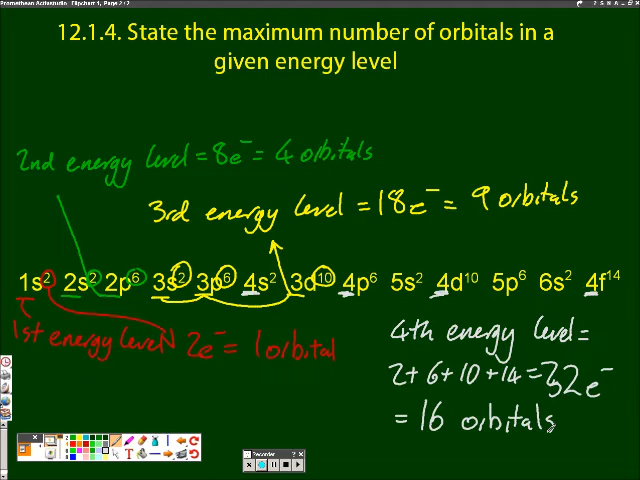 Promethean Activstudio - Flipchart 1, Page 2 / 2
12.1.4. State the maximum number of orbitals in a
given energy level
2nd energy level = 8e⁻ = 4 orbitals
3rd energy level = 18e⁻ = 9 orbitals
1s² 2s² 2p⁶ 3s² 3p⁶ 4s² 3d¹⁰ 4p⁶ 5s² 4d¹⁰ 5p⁶ 6s² 4f¹⁴
1st energy level 2e⁻ = 1 orbital
4th energy level =
2 + 6 + 10 + 14 = 32e⁻
= 16 orbitals
Recorder